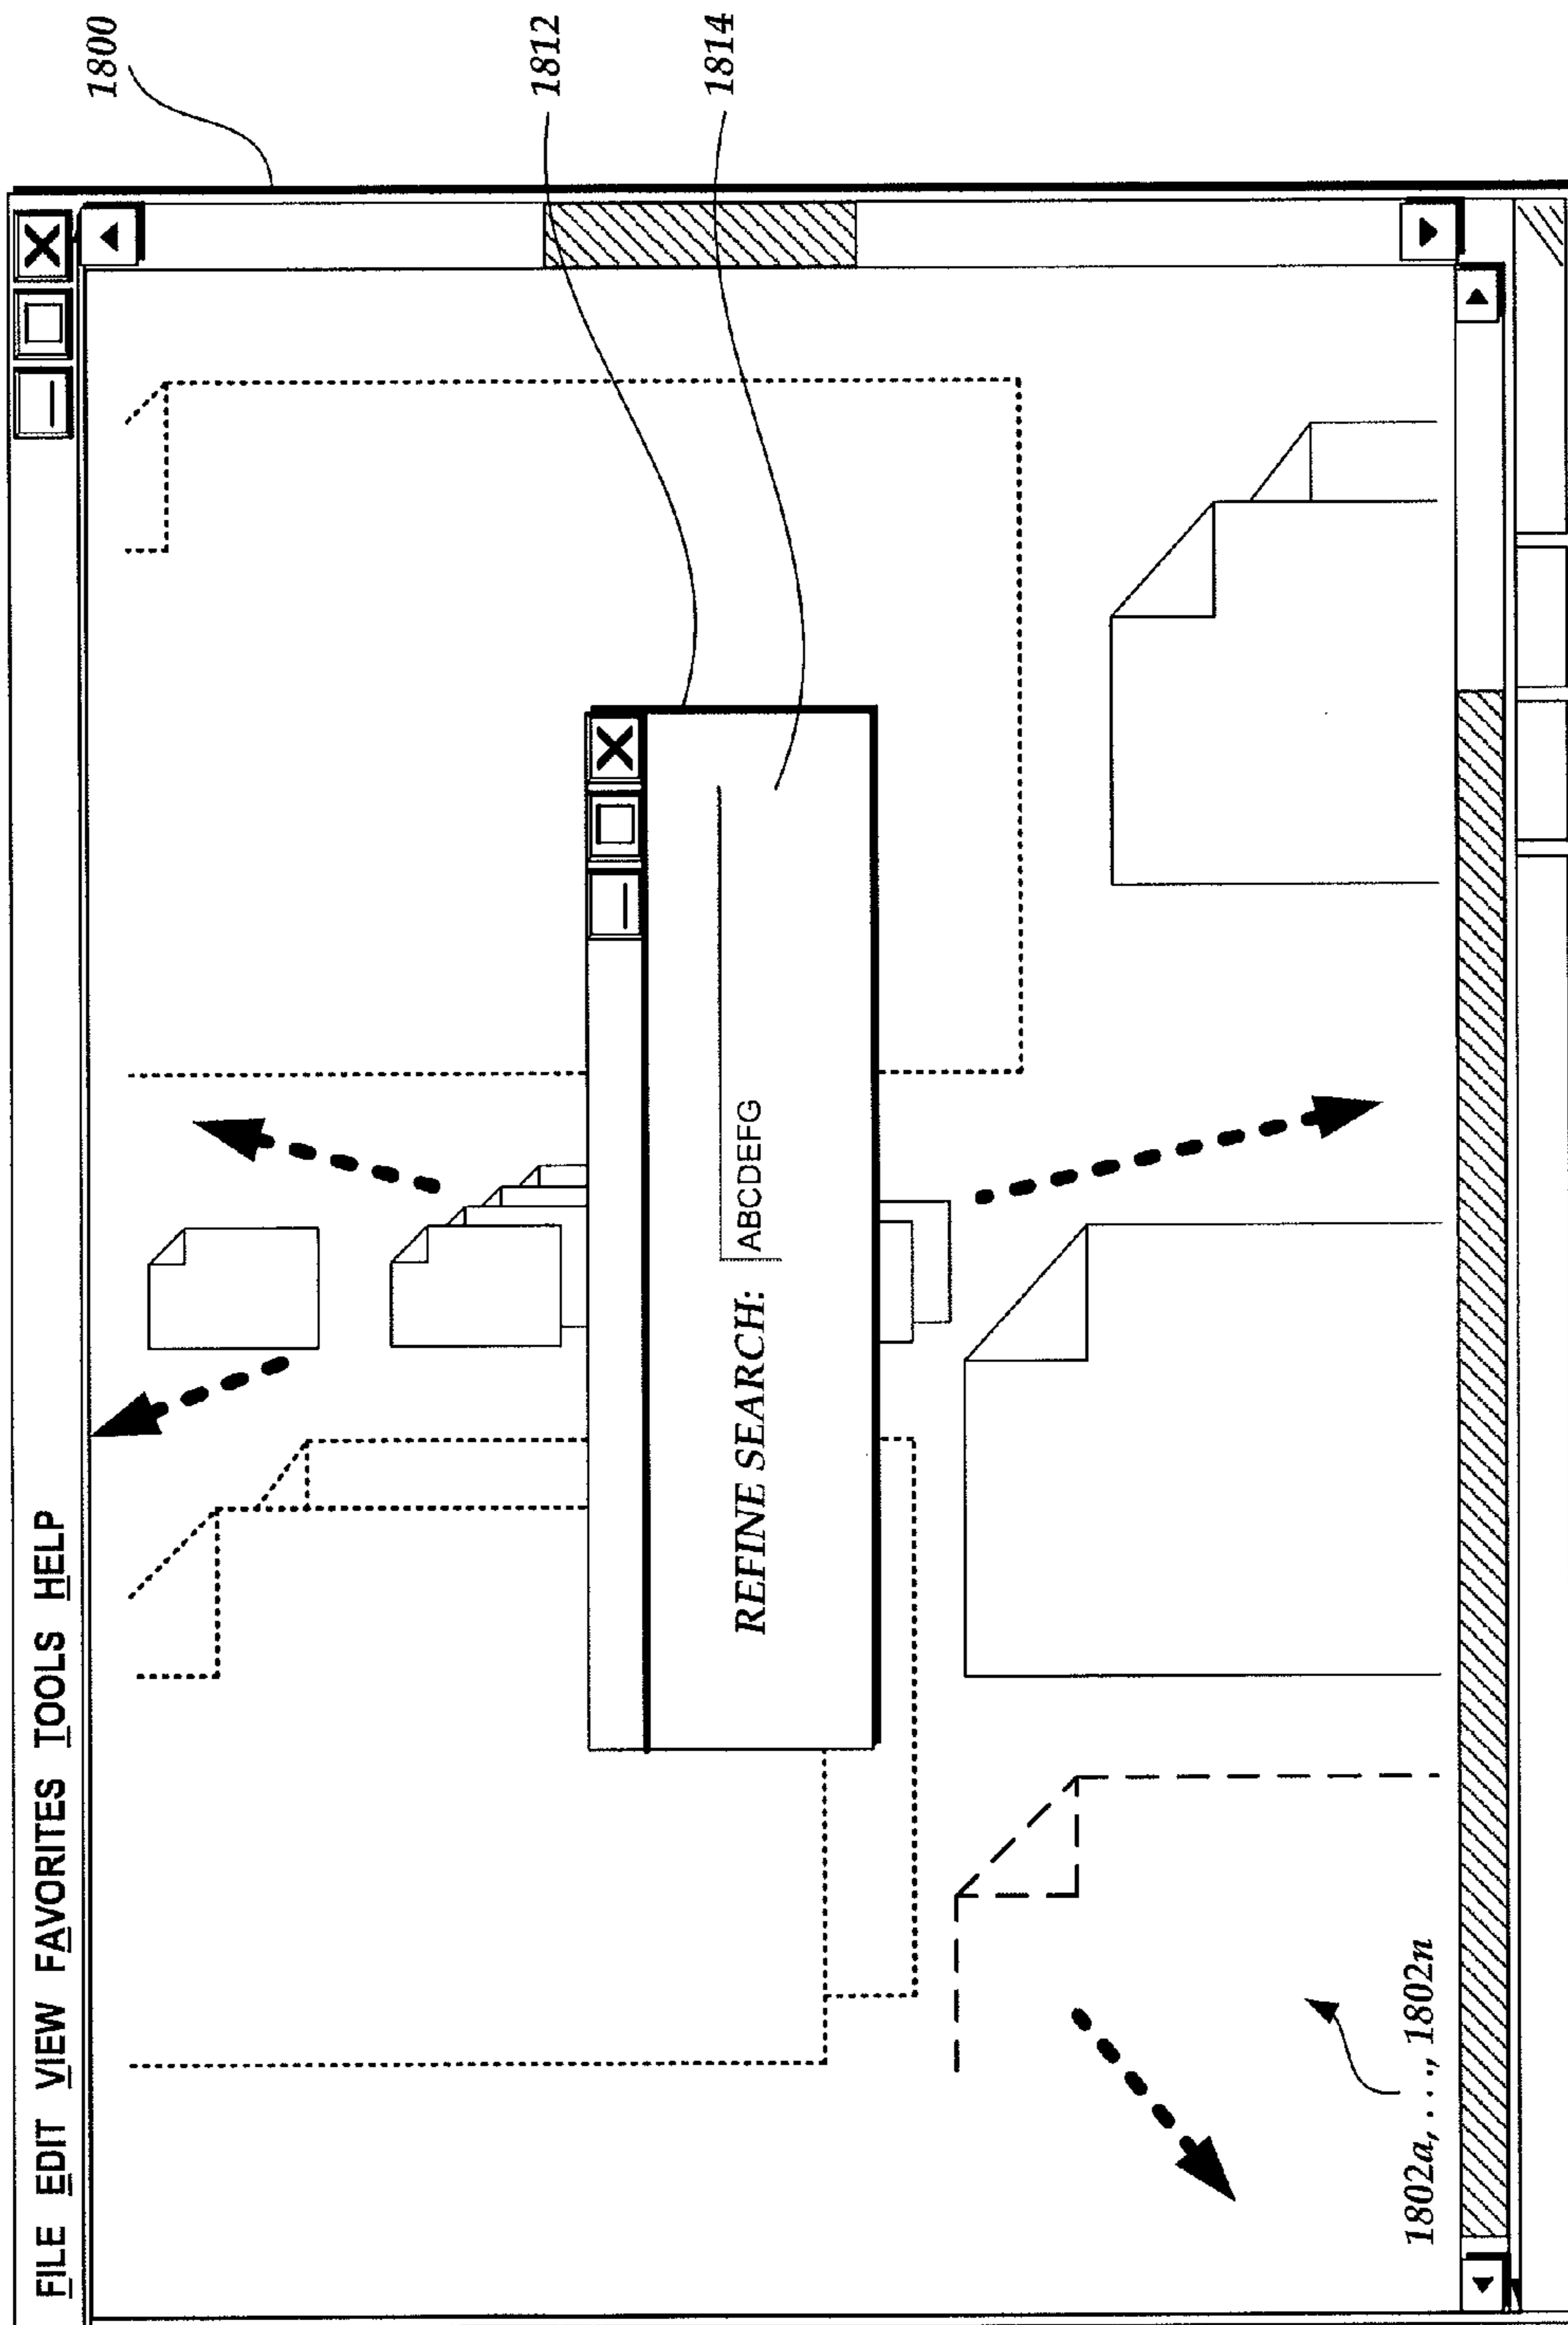 1800
FILE EDIT VIEW FAVORITES TOOLS HELP
1812
1814
REFINE SEARCH: ABCDEFG
1802a, . . ., 1802n